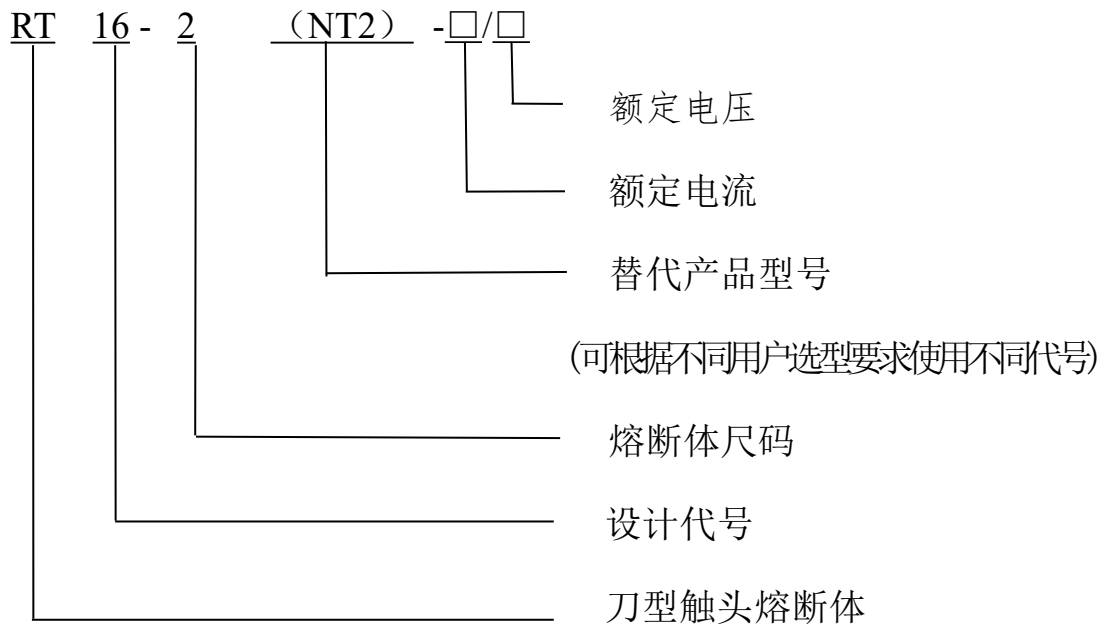 RT 16 - 2 （NT2） -□/□
额定电压
额定电流
替代产品型号
(可根据不同用户选型要求使用不同代号)
熔断体尺码
设计代号
刀型触头熔断体